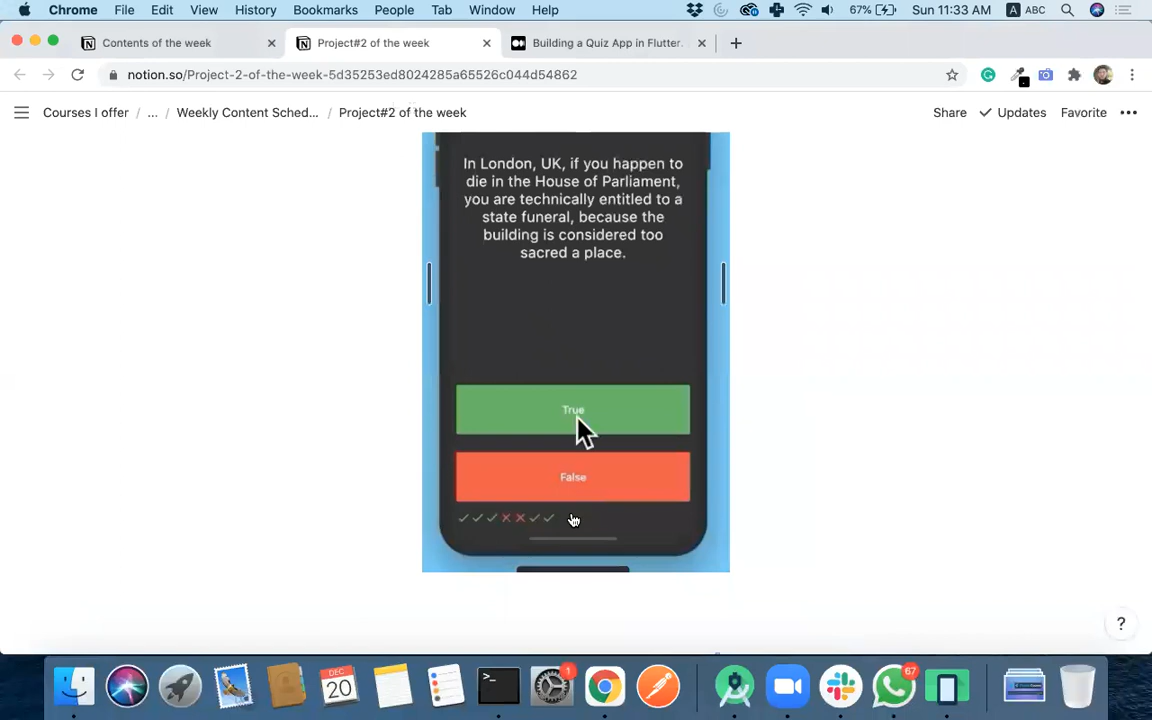 Chrome File Edit View History Bookmarks People Tab Window Help 67% Sun 11:33 AM A ABC
Contents of the week Project#2 of the week Building a Quiz App in Flutter.
notion.so/Project-2-of-the-week-5d35253ed8024285a65526c044d54862
Courses I offer / ... / Weekly Content Sched... / Project#2 of the week Share Updates Favorite
In London, UK, if you happen to
die in the House of Parliament,
you are technically entitled to a
state funeral, because the
building is considered too
sacred a place.
True
False
?
DEC
20
1
67